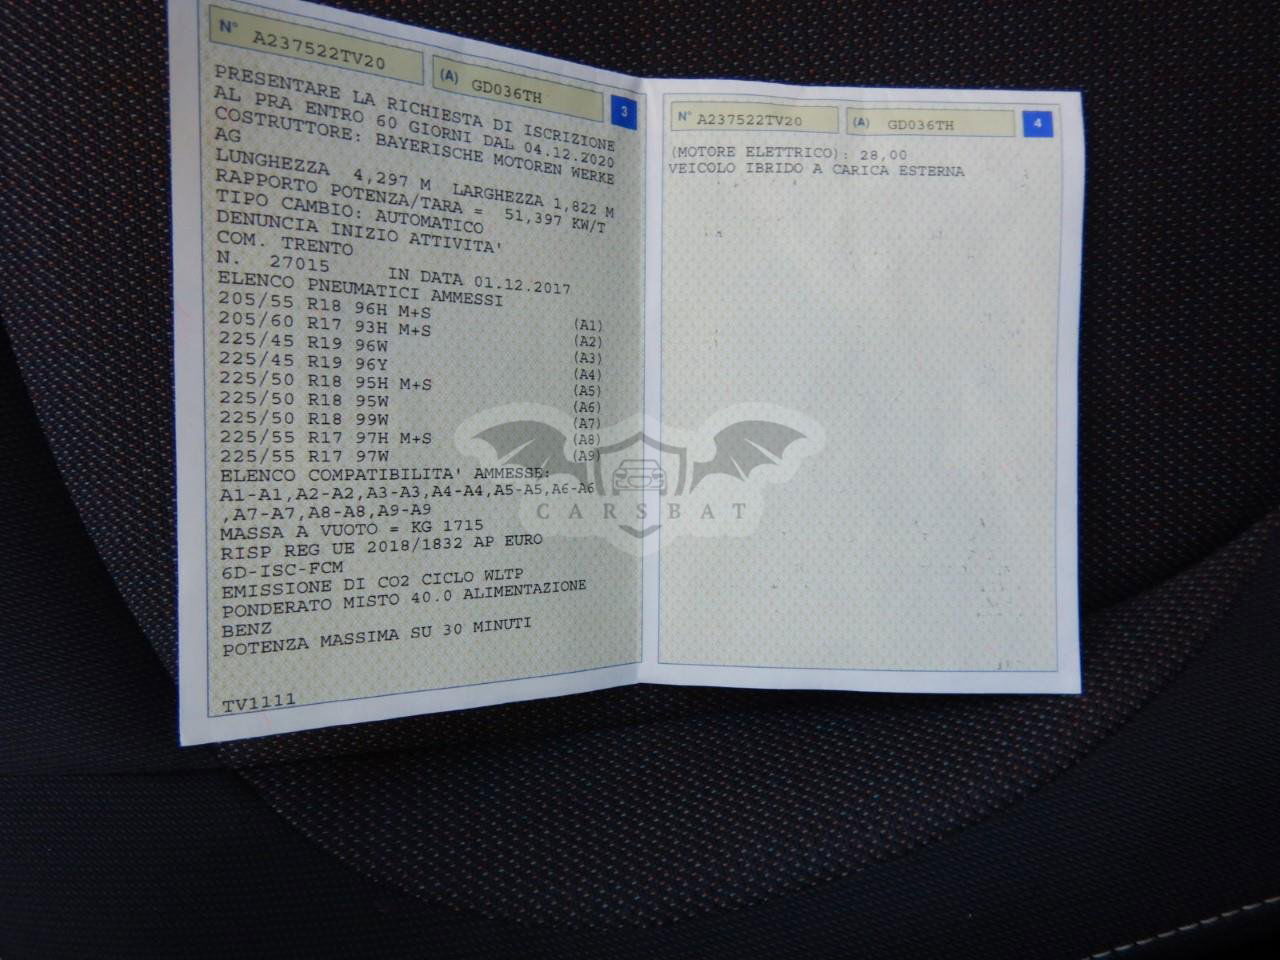 N° A237522TV20 (A) GD036TH 3
PRESENTARE LA RICHIESTA DI ISCRIZIONE
AL PRA ENTRO 60 GIORNI DAL 04.12.2020
COSTRUTTORE: BAYERISCHE MOTOREN WERKE
AG
LUNGHEZZA 4,297 M LARGHEZZA 1,822 M
RAPPORTO POTENZA/TARA = 51,397 KW/T
TIPO CAMBIO: AUTOMATICO
DENUNCIA INIZIO ATTIVITA'
COM. TRENTO
N. 27015 IN DATA 01.12.2017
ELENCO PNEUMATICI AMMESSI
205/55 R18 96H M+S (A1)
205/60 R17 93H M+S (A2)
225/45 R19 96W (A3)
225/45 R19 96Y (A4)
225/50 R18 95H M+S (A5)
225/50 R18 95W (A6)
225/50 R18 99W (A7)
225/55 R17 97H M+S (A8)
225/55 R17 97W (A9)
ELENCO COMPATIBILITA' AMMESSE:
A1-A1,A2-A2,A3-A3,A4-A4,A5-A5,A6-A6
,A7-A7,A8-A8,A9-A9
MASSA A VUOTO = KG 1715
RISP REG UE 2018/1832 AP EURO
6D-ISC-FCM
EMISSIONE DI CO2 CICLO WLTP
PONDERATO MISTO 40.0 ALIMENTAZIONE
BENZ
POTENZA MASSIMA SU 30 MINUTI
TV1111
N° A237522TV20 (A) GD036TH 4
(MOTORE ELETTRICO): 28,00
VEICOLO IBRIDO A CARICA ESTERNA
CARSBAT